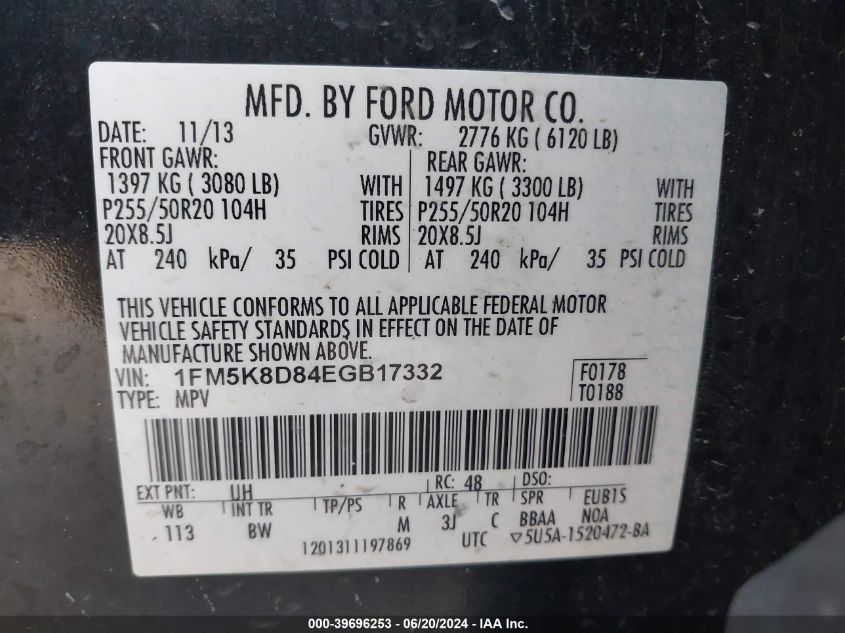 MFD. BY FORD MOTOR CO.
DATE: 11/13 GVWR: 2776 KG ( 6120 LB)
FRONT GAWR: REAR GAWR:
1397 KG ( 3080 LB) WITH 1497 KG ( 3300 LB) WITH
P255/50R20 104H TIRES P255/50R20 104H TIRES
20X8.5J RIMS 20X8.5J RIMS
AT 240 kPa/ 35 PSI COLD AT 240 kPa/ 35 PSI COLD
THIS VEHICLE CONFORMS TO ALL APPLICABLE FEDERAL MOTOR
VEHICLE SAFETY STANDARDS IN EFFECT ON THE DATE OF
MANUFACTURE SHOWN ABOVE.
VIN: 1FM5K8D84EGB17332 F0178
TYPE: MPV T0188
EXT PNT: UH RC: 48 DSO:
WB INT TR TP/PS R AXLE TR SPR EUB1S
113 BW M 3J C BBAA NOA
1201311197869 UTC ▽5U5A-1520472-BA
000-39696253 - 06/20/2024 - IAA Inc.